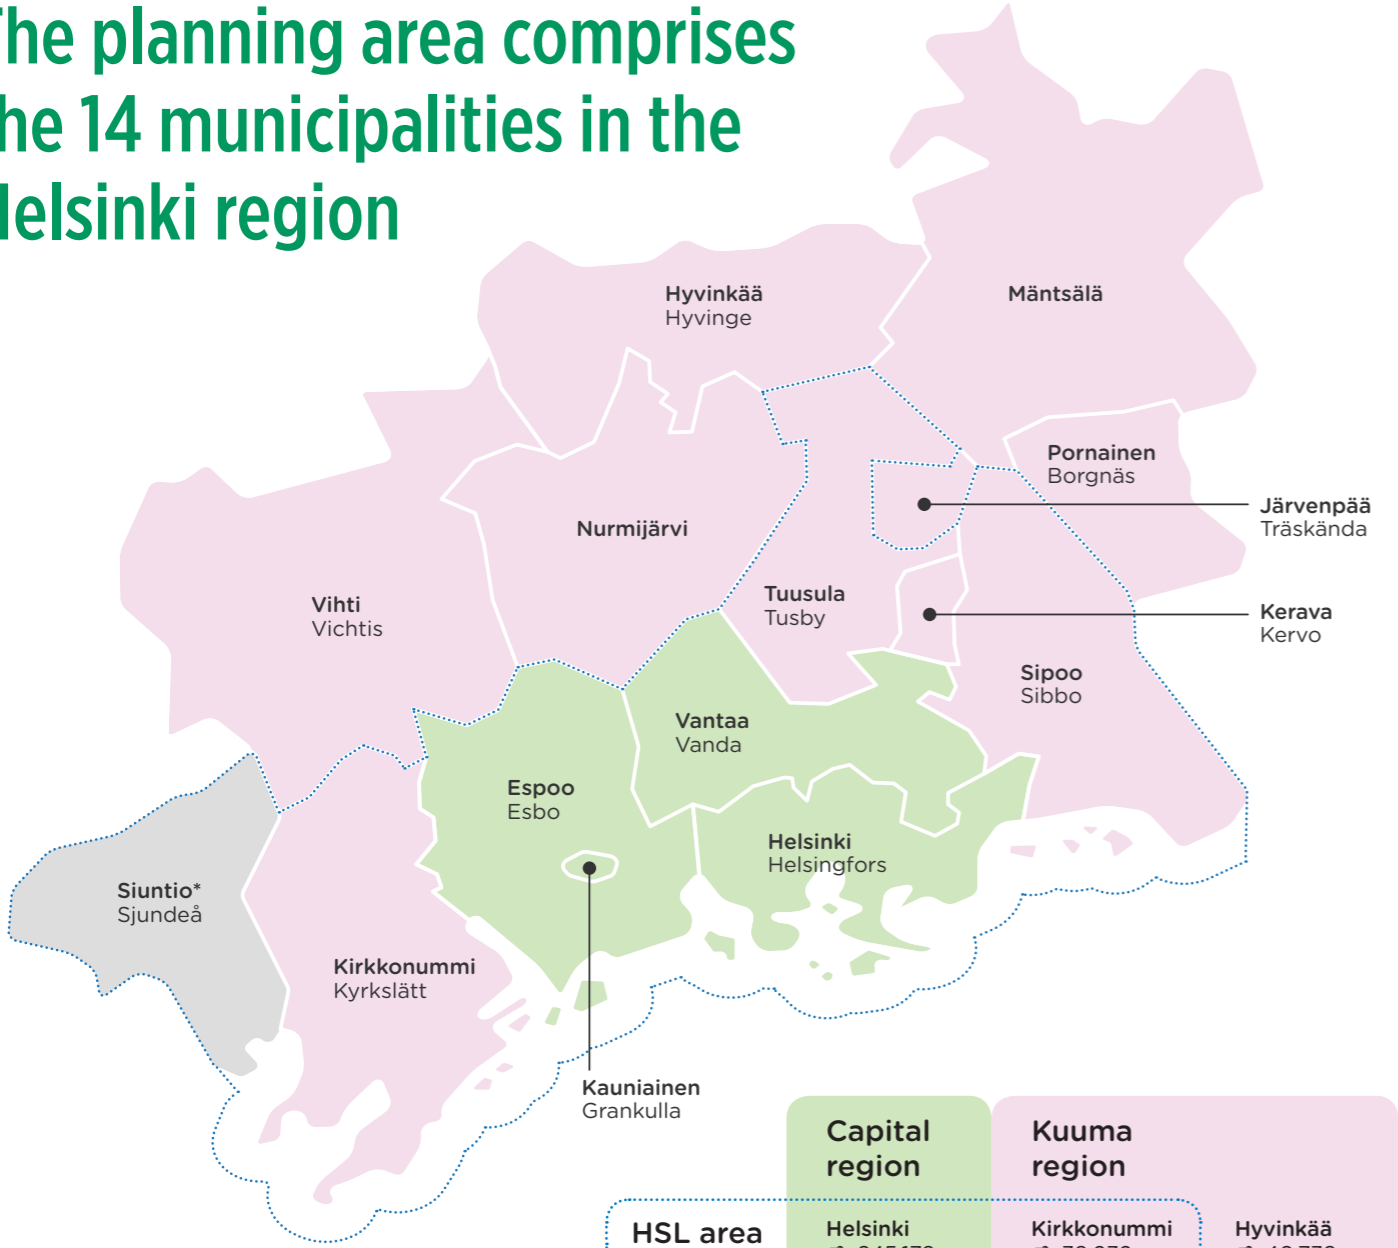 he planning area comprises
he 14 municipalities in the
Helsinki region
Hyvinkää
Hyvinge
Mäntsälä
Pornainen
Borgnäs
Järvenpää
Träskända
Nurmijärvi
Tuusula
Tusby
Vihti
Vichtis
Kerava
Kervo
Sipoo
Sibbo
Vantaa
Vanda
Espoo
Esbo
Helsinki
Helsingfors
Siuntio*
Sjundeå
Kirkkonummi
Kyrkslätt
Kauniainen
Grankulla
Capital
region
Kuuma
region
HSL area
Helsinki
Kirkkonummi
Hyvinkää